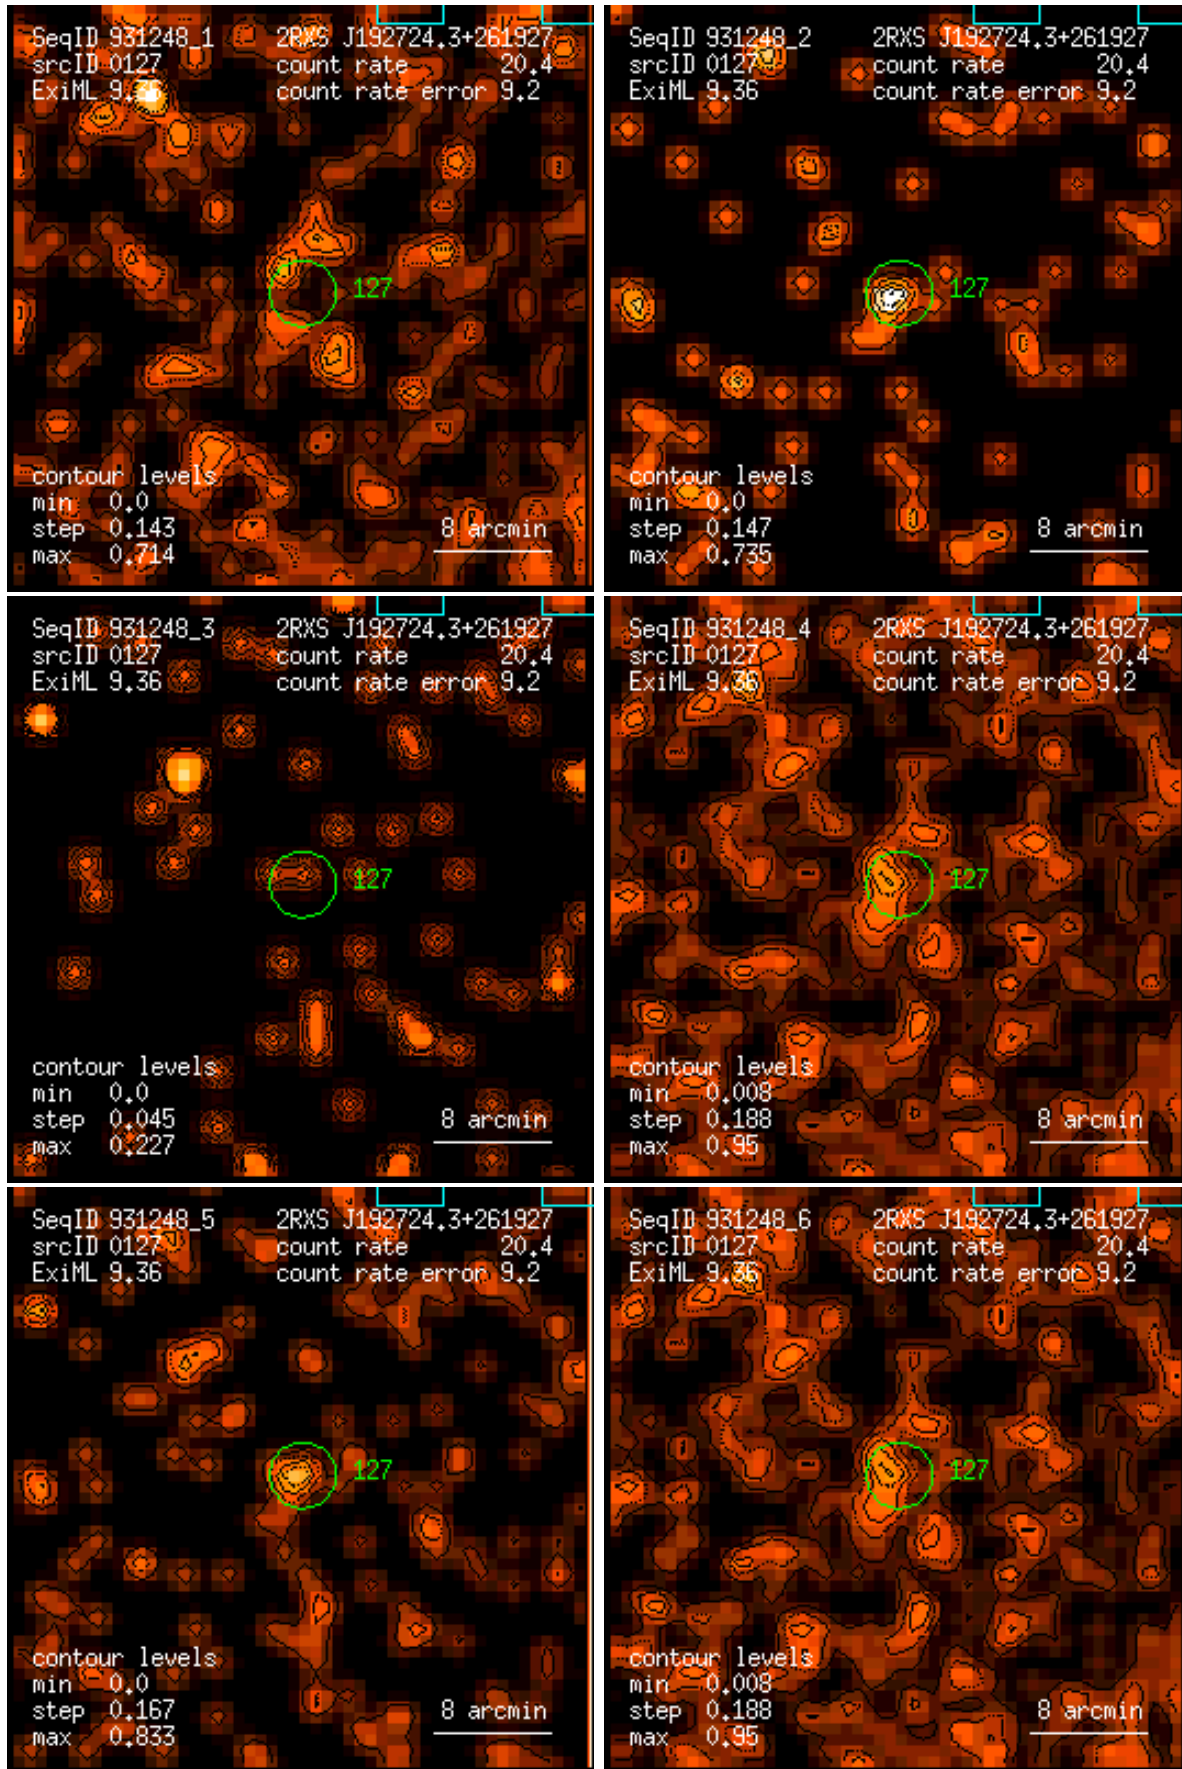 SeqID 931248_1 2RXS J192724.3+261927
srcID 0127 count rate 20.4
ExiML 9.36 count rate error 9.2
127
contour levels
min 0.0
step 0.143 8 arcmin
max 0.714
SeqID 931248_2 2RXS J192724.3+261927
srcID 0127 count rate 20.4
ExiML 9.36 count rate error 9.2
127
contour levels
min 0.0
step 0.147 8 arcmin
max 0.735
SeqID 931248_3 2RXS J192724.3+261927
srcID 0127 count rate 20.4
ExiML 9.36 count rate error 9.2
127
contour levels
min 0.0
step 0.045 8 arcmin
max 0.227
SeqID 931248_4 2RXS J192724.3+261927
srcID 0127 count rate 20.4
ExiML 9.36 count rate error 9.2
127
contour levels
min 0.008
step 0.188 8 arcmin
max 0.95
SeqID 931248_5 2RXS J192724.3+261927
srcID 0127 count rate 20.4
ExiML 9.36 count rate error 9.2
127
contour levels
min 0.0
step 0.167 8 arcmin
max 0.833
SeqID 931248_6 2RXS J192724.3+261927
srcID 0127 count rate 20.4
ExiML 9.36 count rate error 9.2
127
contour levels
min 0.008
step 0.188 8 arcmin
max 0.95